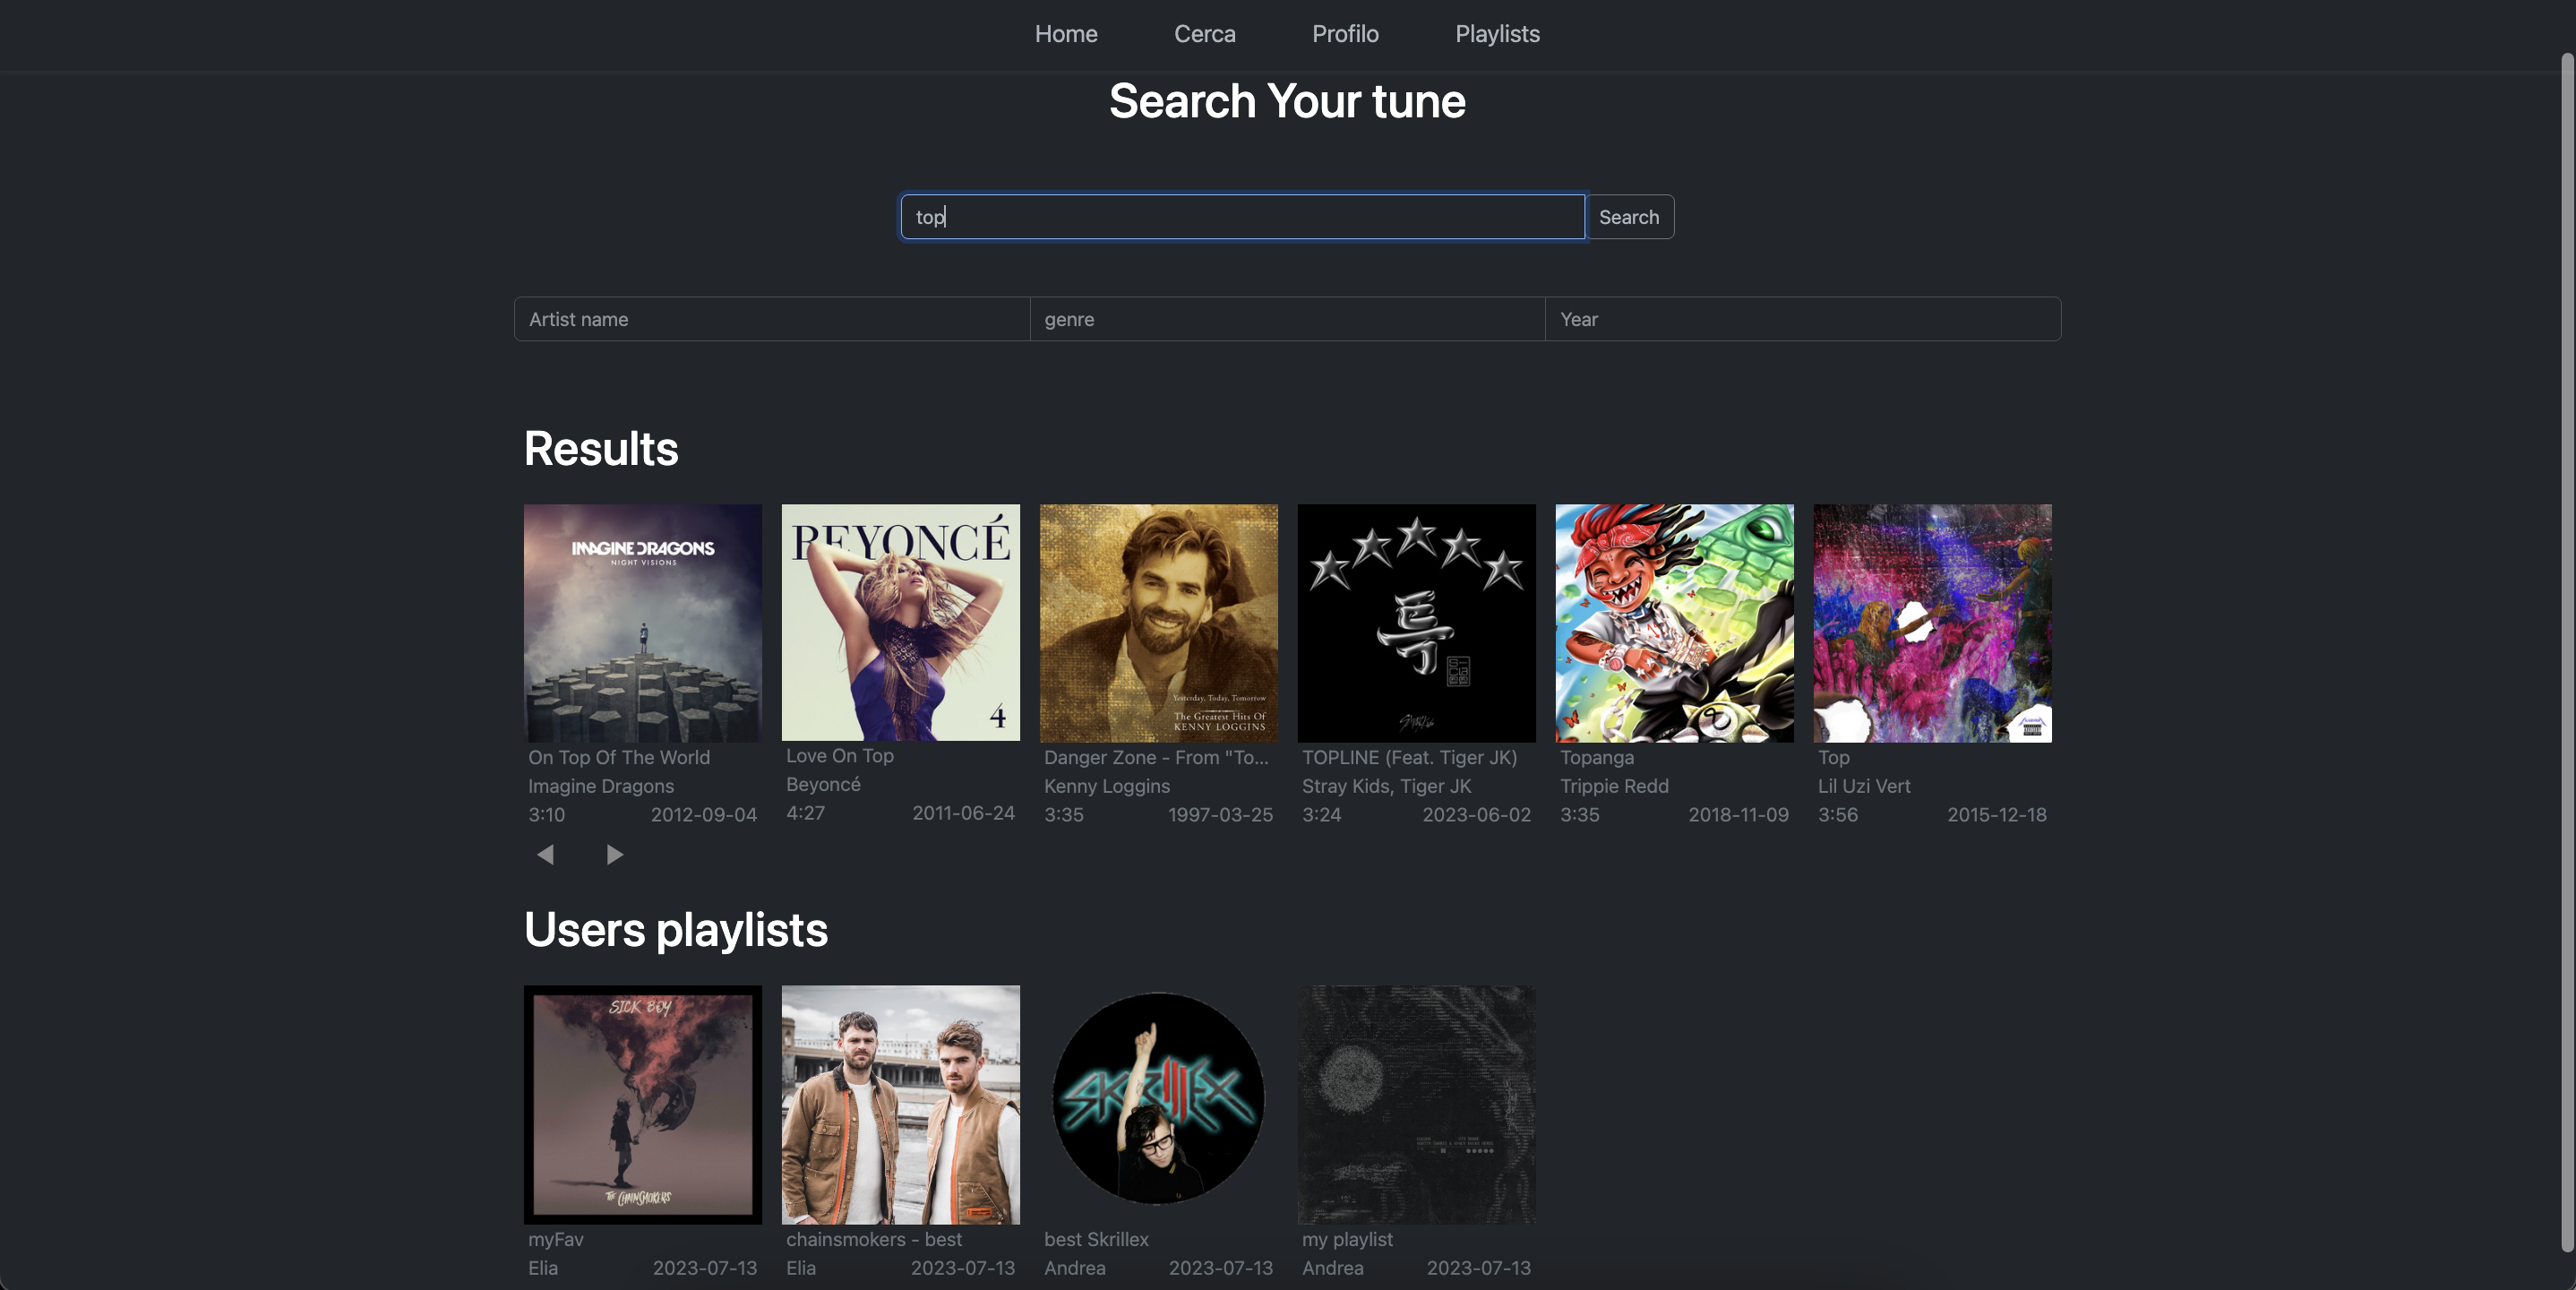 Home Cerca Profilo Playlists
Search Your tune
top Search
Artist name genre Year
Results
IMAGINE DRAGONS
NIGHT VISIONS
BEYONCÉ
4
Yesterday, Today, Tomorrow
The Greatest Hits Of
KENNY LOGGINS
특
On Top Of The World
Imagine Dragons
3:10 2012-09-04
Love On Top
Beyoncé
4:27 2011-06-24
Danger Zone - From "To...
Kenny Loggins
3:35 1997-03-25
TOPLINE (Feat. Tiger JK)
Stray Kids, Tiger JK
3:24 2023-06-02
Topanga
Trippie Redd
3:35 2018-11-09
Top
Lil Uzi Vert
3:56 2015-12-18
Users playlists
SICK BOY
THE CHAINSMOKERS
SKRILLEX
myFav
Elia 2023-07-13
chainsmokers - best
Elia 2023-07-13
best Skrillex
Andrea 2023-07-13
my playlist
Andrea 2023-07-13